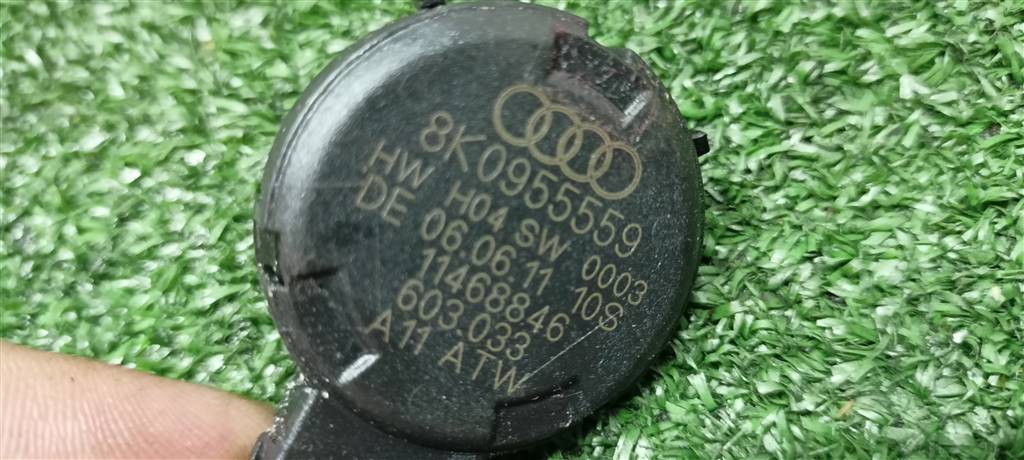 8K0955559
HW H04 SW 0003
DE 06.06 11 10S
11468846
603.033
A11 ATW